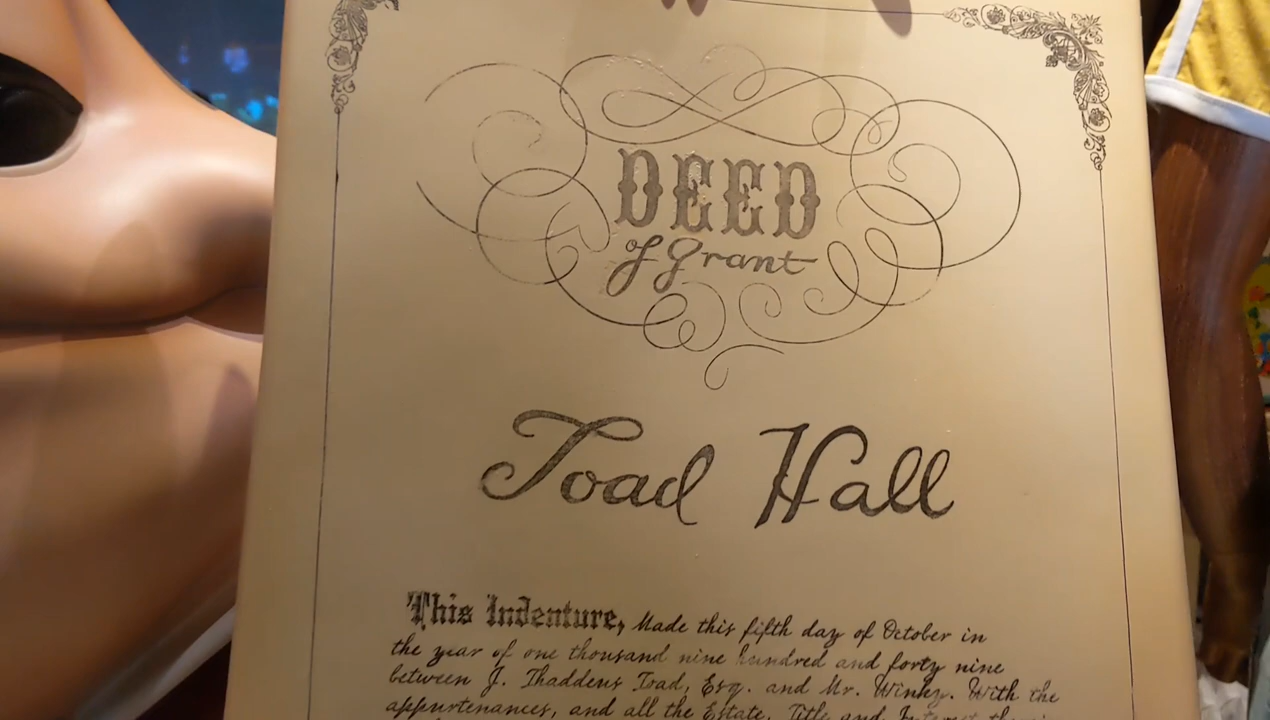 DEED
of Grant
Toad Hall
This Indenture, Made this fifth day of October in
the year of one thousand nine hundred and forty nine
between J. Thaddeus Toad, Esq. and Mr. Winky. With the
appurtenances, and all the Estate, Title and Interest